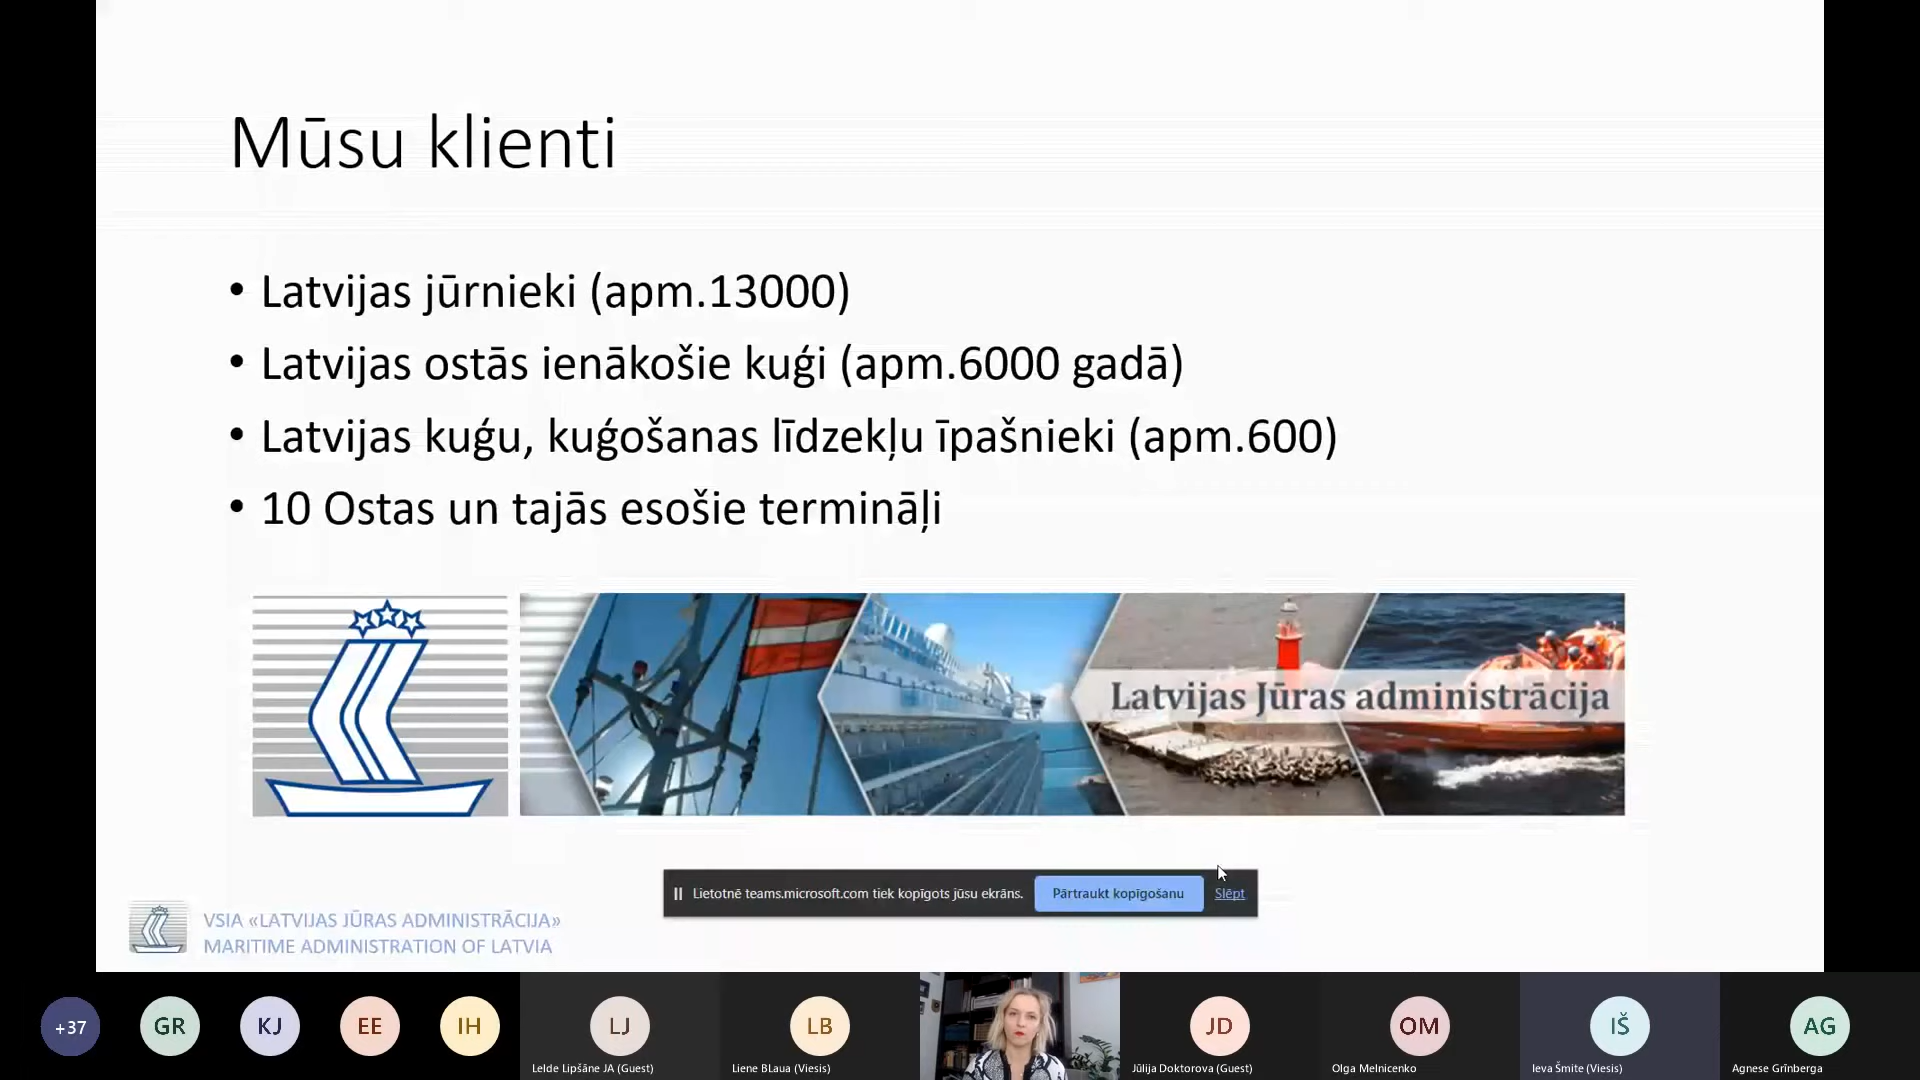 Mūsu klienti
• Latvijas jūrnieki (apm.13000)
• Latvijas ostās ienākošie kuģi (apm.6000 gadā)
• Latvijas kuģu, kuģošanas līdzekļu īpašnieki (apm.600)
• 10 Ostas un tajās esošie termināļi
Latvijas Jūras administrācija
Lietotnē teams.microsoft.com tiek kopīgots jūsu ekrāns. Pārtraukt kopīgošanu Slēpt
VSIA «LATVIJAS JŪRAS ADMINISTRĀCIJA»
MARITIME ADMINISTRATION OF LATVIA
+37 GR KJ EE IH LJ LB JD OM IŠ AG
Lelde Lipšāne JA (Guest) Liene BLaua (Viesis) Jūlija Doktorova (Guest) Olga Melnicenko Ieva Šmite (Viesis) Agnese Grīnberga